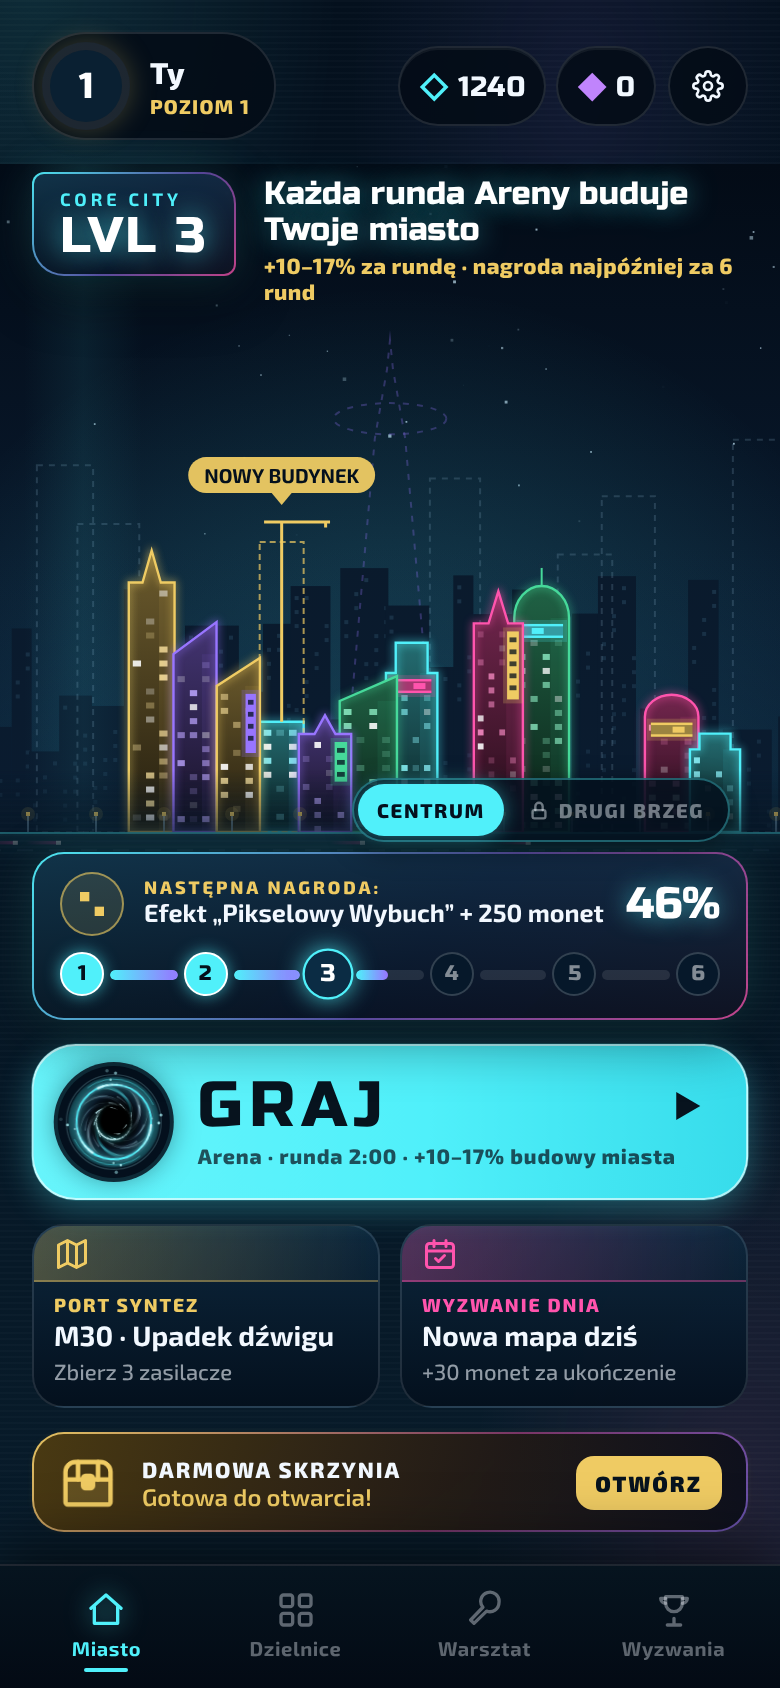 1
Ty
POZIOM 1
1240
0
CORE CITY
LVL 3
Każda runda Areny buduje
Twoje miasto
+10–17% za rundę · nagroda najpóźniej za 6
rund
NOWY BUDYNEK
CENTRUM
DRUGI BRZEG
NASTĘPNA NAGRODA:
Efekt „Pikselowy Wybuch” + 250 monet
46%
1 2 3 4 5 6
GRAJ
Arena · runda 2:00 · +10–17% budowy miasta
PORT SYNTEZ
M30 · Upadek dźwigu
Zbierz 3 zasilacze
WYZWANIE DNIA
Nowa mapa dziś
+30 monet za ukończenie
DARMOWA SKRZYNIA
Gotowa do otwarcia!
OTWÓRZ
Miasto
Dzielnice
Warsztat
Wyzwania